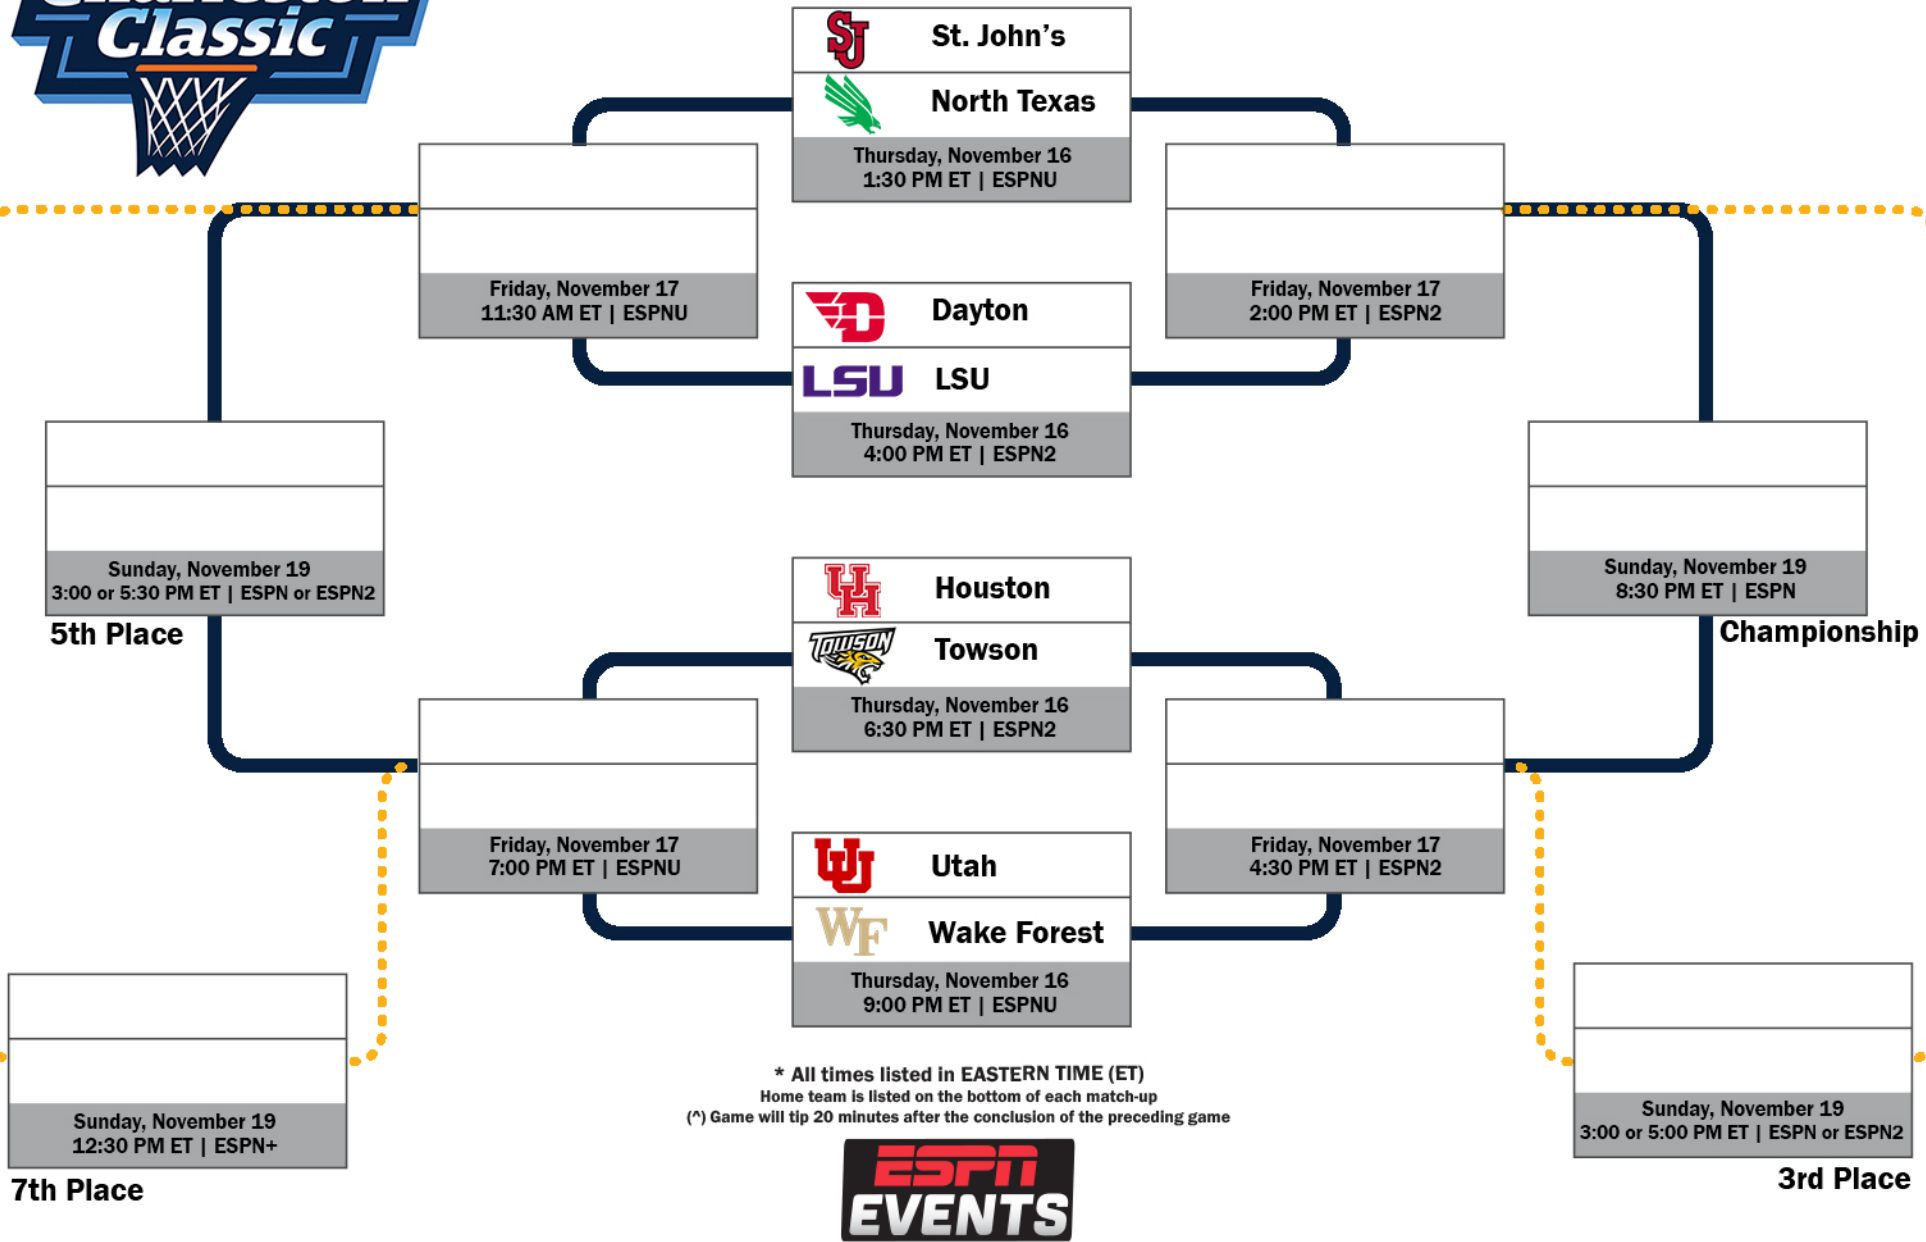 Charleston
Classic
St. John's
North Texas
Thursday, November 16
1:30 PM ET | ESPNU
Friday, November 17
11:30 AM ET | ESPNU
Friday, November 17
2:00 PM ET | ESPN2
Dayton
LSU LSU
Thursday, November 16
4:00 PM ET | ESPN2
Sunday, November 19
3:00 or 5:30 PM ET | ESPN or ESPN2
5th Place
Sunday, November 19
8:30 PM ET | ESPN
Championship
UH Houston
TOWSON Towson
Thursday, November 16
6:30 PM ET | ESPN2
Friday, November 17
7:00 PM ET | ESPNU
Friday, November 17
4:30 PM ET | ESPN2
Utah
WF Wake Forest
Thursday, November 16
9:00 PM ET | ESPNU
Sunday, November 19
12:30 PM ET | ESPN+
7th Place
Sunday, November 19
3:00 or 5:00 PM ET | ESPN or ESPN2
3rd Place
* All times listed in EASTERN TIME (ET)
Home team is listed on the bottom of each match-up
(^) Game will tip 20 minutes after the conclusion of the preceding game
ESPN
EVENTS